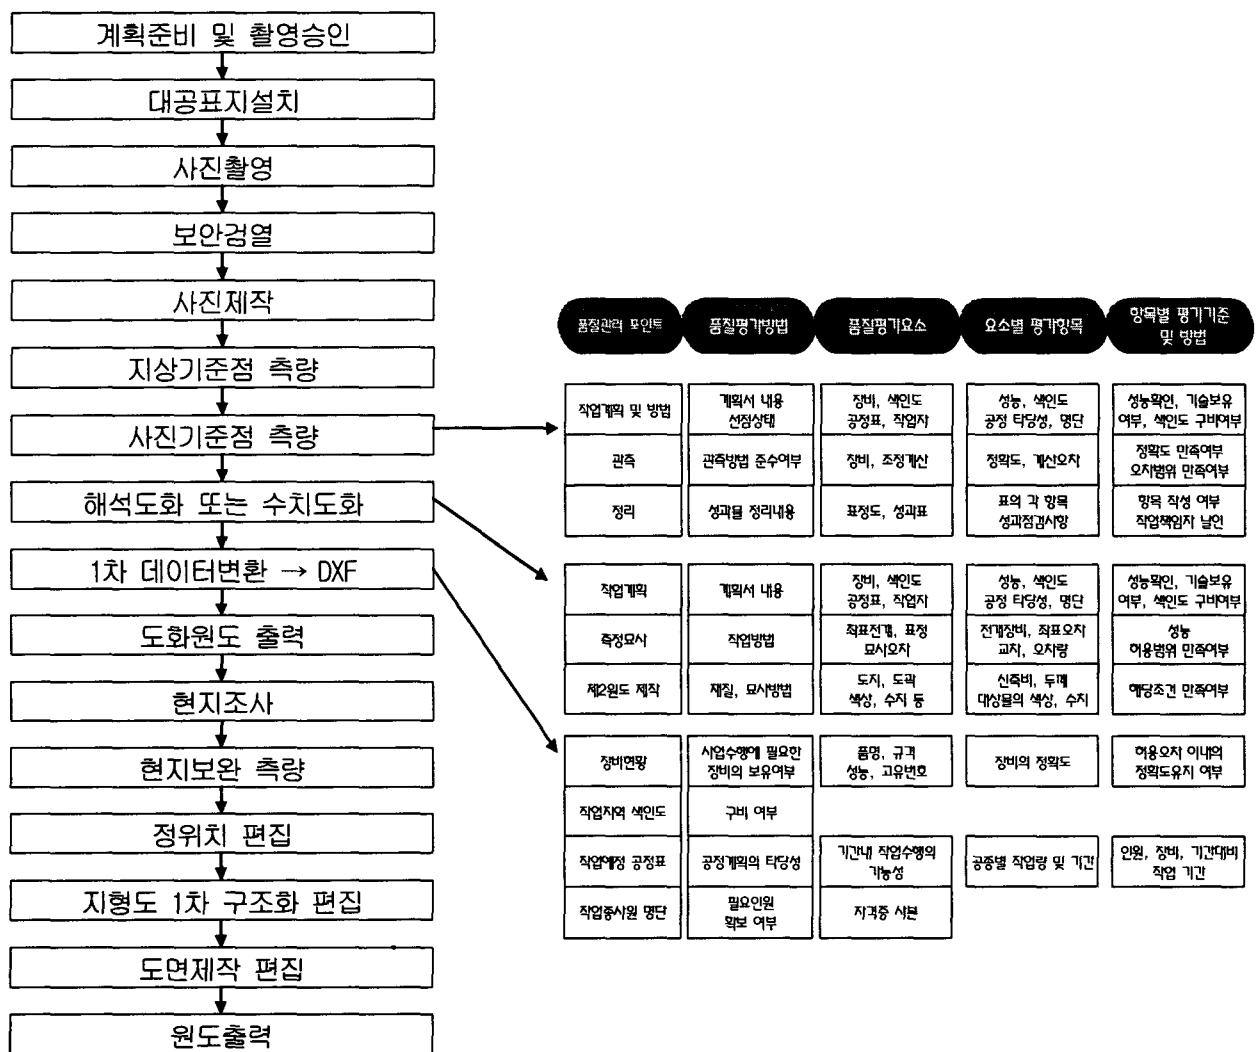 계획준비 및 촬영승인
대공표지설치
사진촬영
보안검열
사진제작
지상기준점 측량
사진기준점 측량
해석도화 또는 수치도화
1차 데이터변환 → DXF
도화원도 출력
현지조사
현지보완 측량
정위치 편집
지형도 1차 구조화 편집
도면제작 편집
원도출력
품질관리 포인트
품질평가방법
품질평가요소
요소별 평가항목
항목별 평가기준
및 방법
작업계획 및 방법
계획서 내용
선점상태
장비, 색인도
공정표, 작업자
성능, 색인도
공정 타당성, 명단
성능확인, 기술보유
여부, 색인도 구비여부
관측
관측방법 준수여부
장비, 조정계산
정확도, 계산오차
정확도 만족여부
오차범위 만족여부
정리
성과물 정리내용
표정도, 성과표
표의 각 항목
성과점검사항
항목 작성 여부
작업책임자 날인
작업계획
계획서 내용
장비, 색인도
공정표, 작업자
성능, 색인도
공정 타당성, 명단
성능확인, 기술보유
여부, 색인도 구비여부
측정묘사
작업방법
좌표전개, 표정
묘사오차
전개장비, 좌표오차
교차, 오차량
성능
허용범위 만족여부
제2원도 제작
재질, 묘사방법
도지, 도곽
색상, 수치 등
신축비, 두께
대상물의 색상, 수치
해당조건 만족여부
장비현황
사업수행에 필요한
장비의 보유여부
품명, 규격
성능, 고유번호
장비의 정확도
허용오차 이내의
정확도유지 여부
작업지역 색인도
구비 여부
작업예정 공정표
공정계획의 타당성
기간내 작업수행의
가능성
공종별 작업량 및 기간
인원, 장비, 기간대비
작업 기간
작업종사원 명단
필요인원
확보 여부
자격증 사본